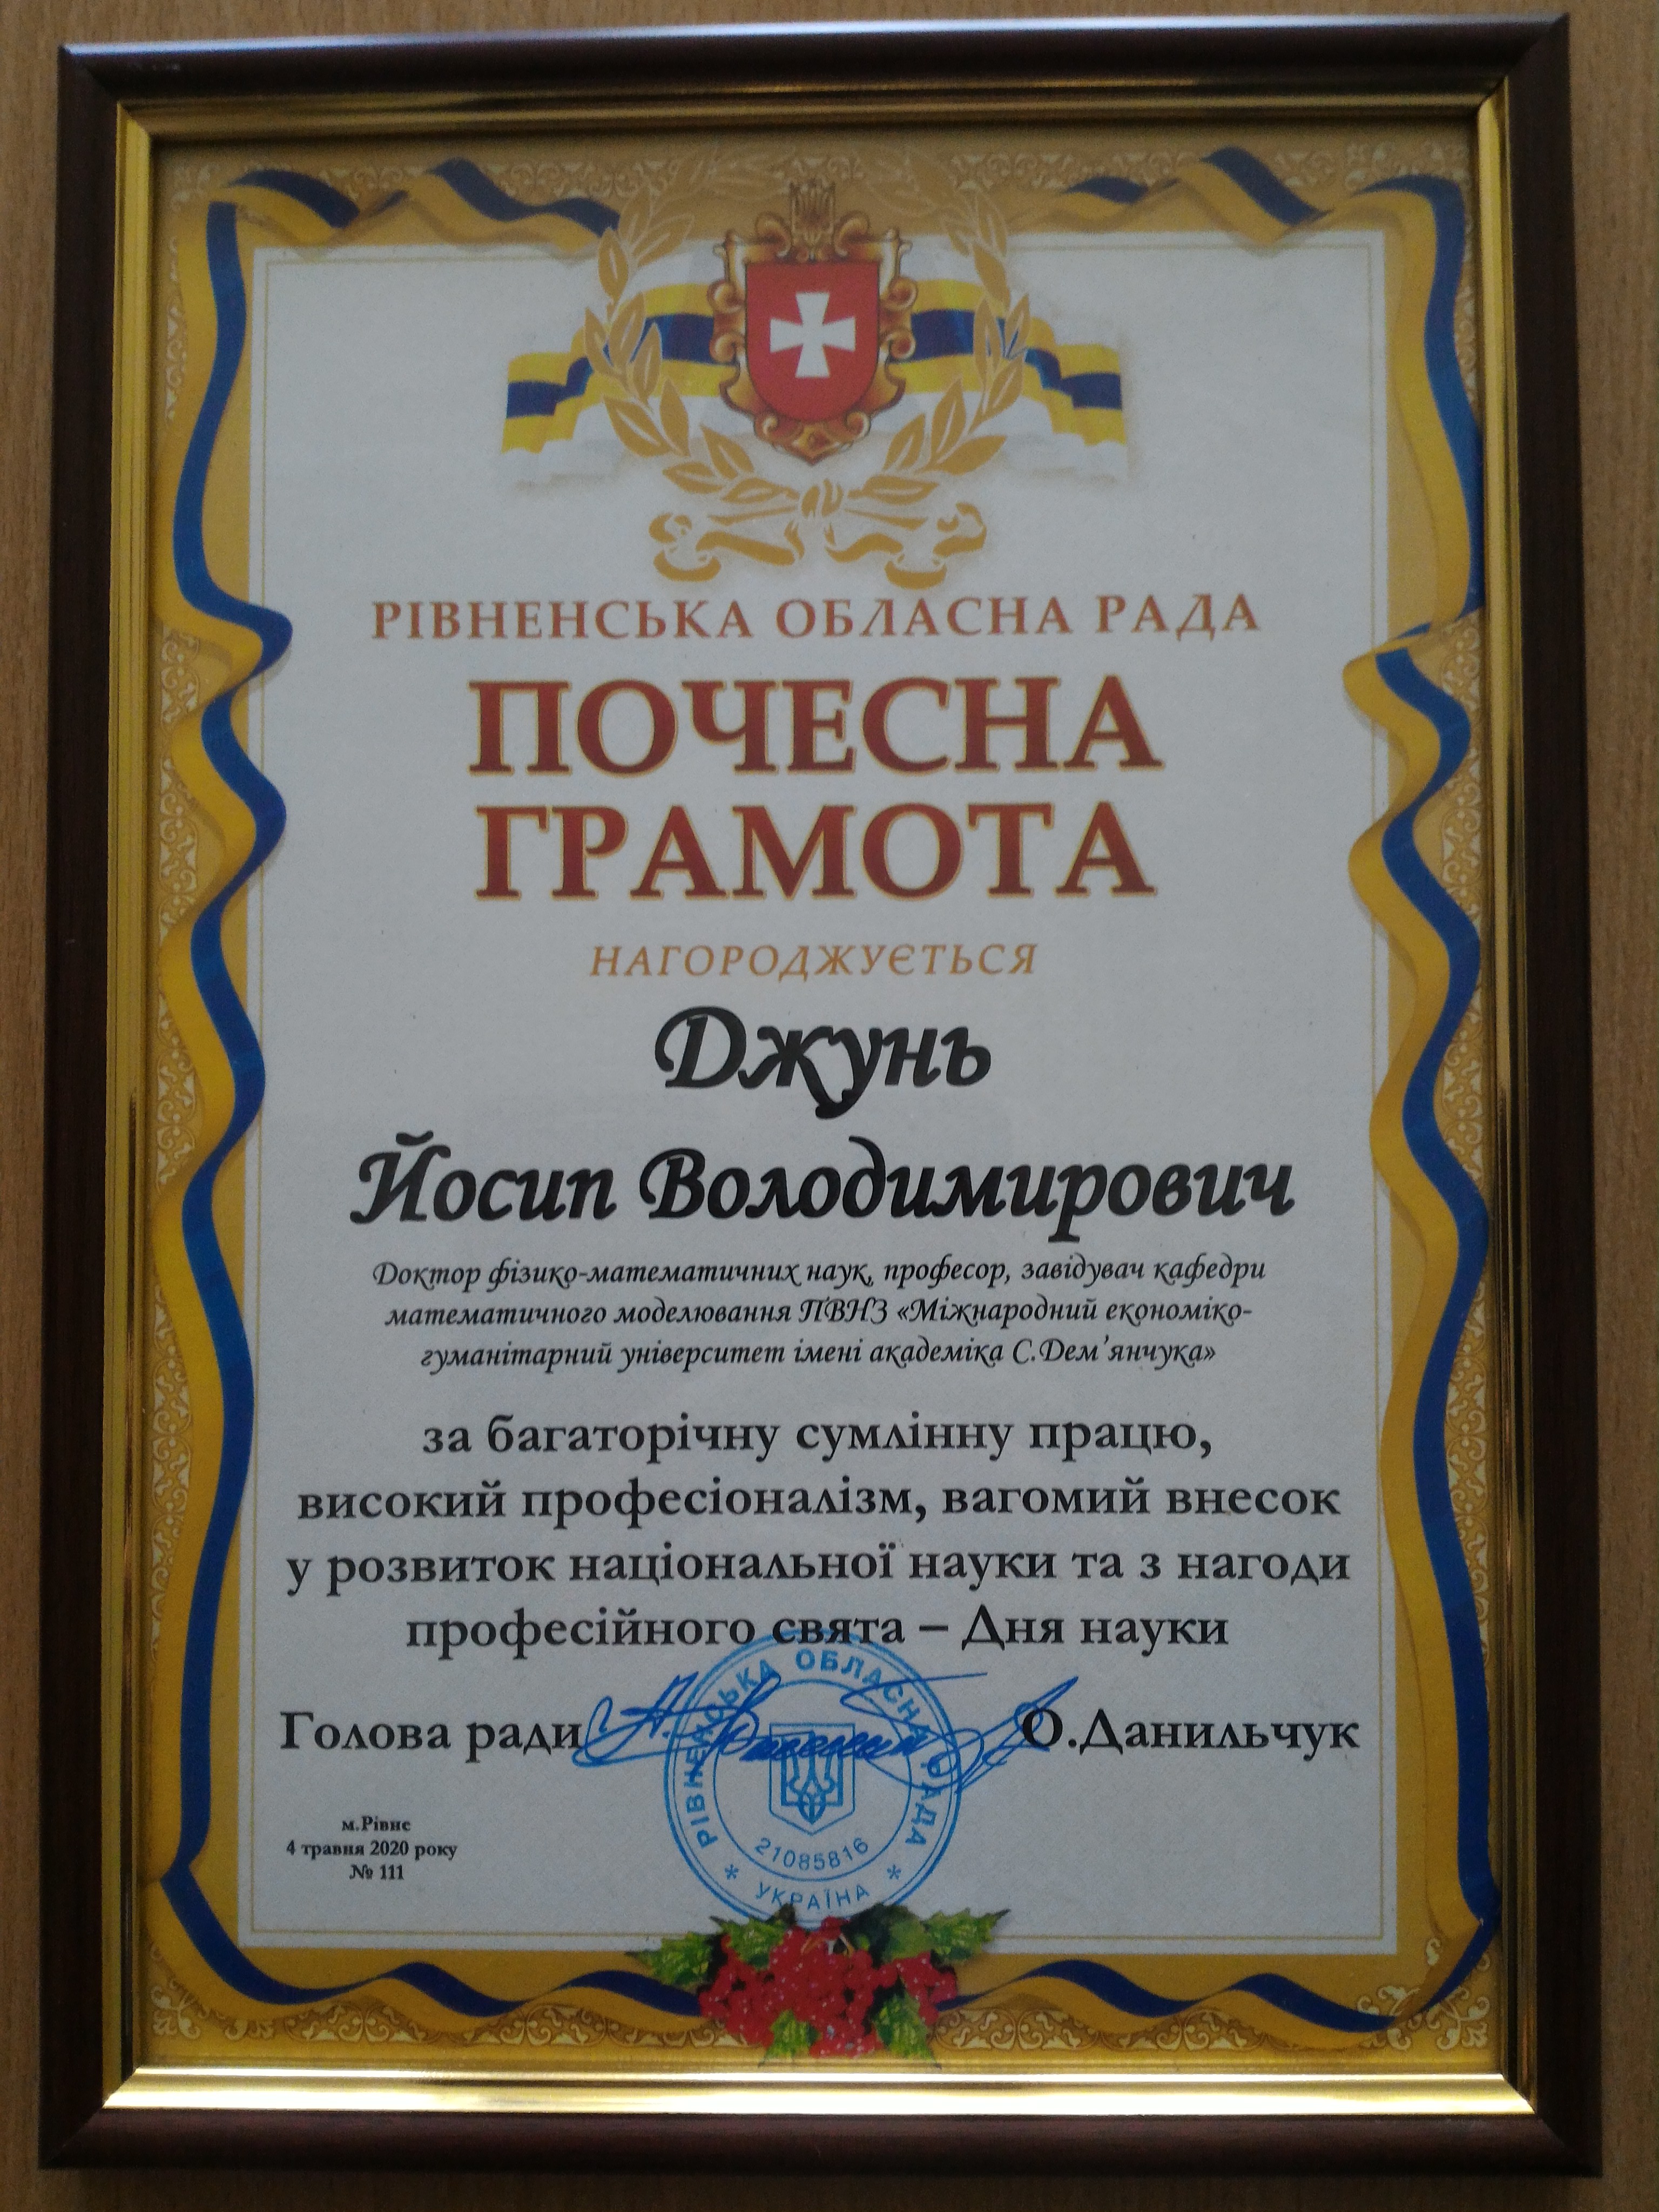 РІВНЕНСЬКА ОБЛАСНА РАДА
ПОЧЕСНА
ГРАМОТА
НАГОРОДЖУЄТЬСЯ
Джунь
Йосип Володимирович
Доктор фізико-математичних наук, професор, завідувач кафедри
математичного моделювання ПВНЗ «Міжнародний економіко-
гуманітарний університет імені академіка С.Дем’янчука»
за багаторічну сумлінну працю,
високий професіоналізм, вагомий внесок
у розвиток національної науки та з нагоди
професійного свята – Дня науки
Голова ради О.Данильчук
РІВНЕНСЬКА ОБЛАСНА РАДА
21085816
* УКРАЇНА *
м.Рівне
4 травня 2020 року
№ 111